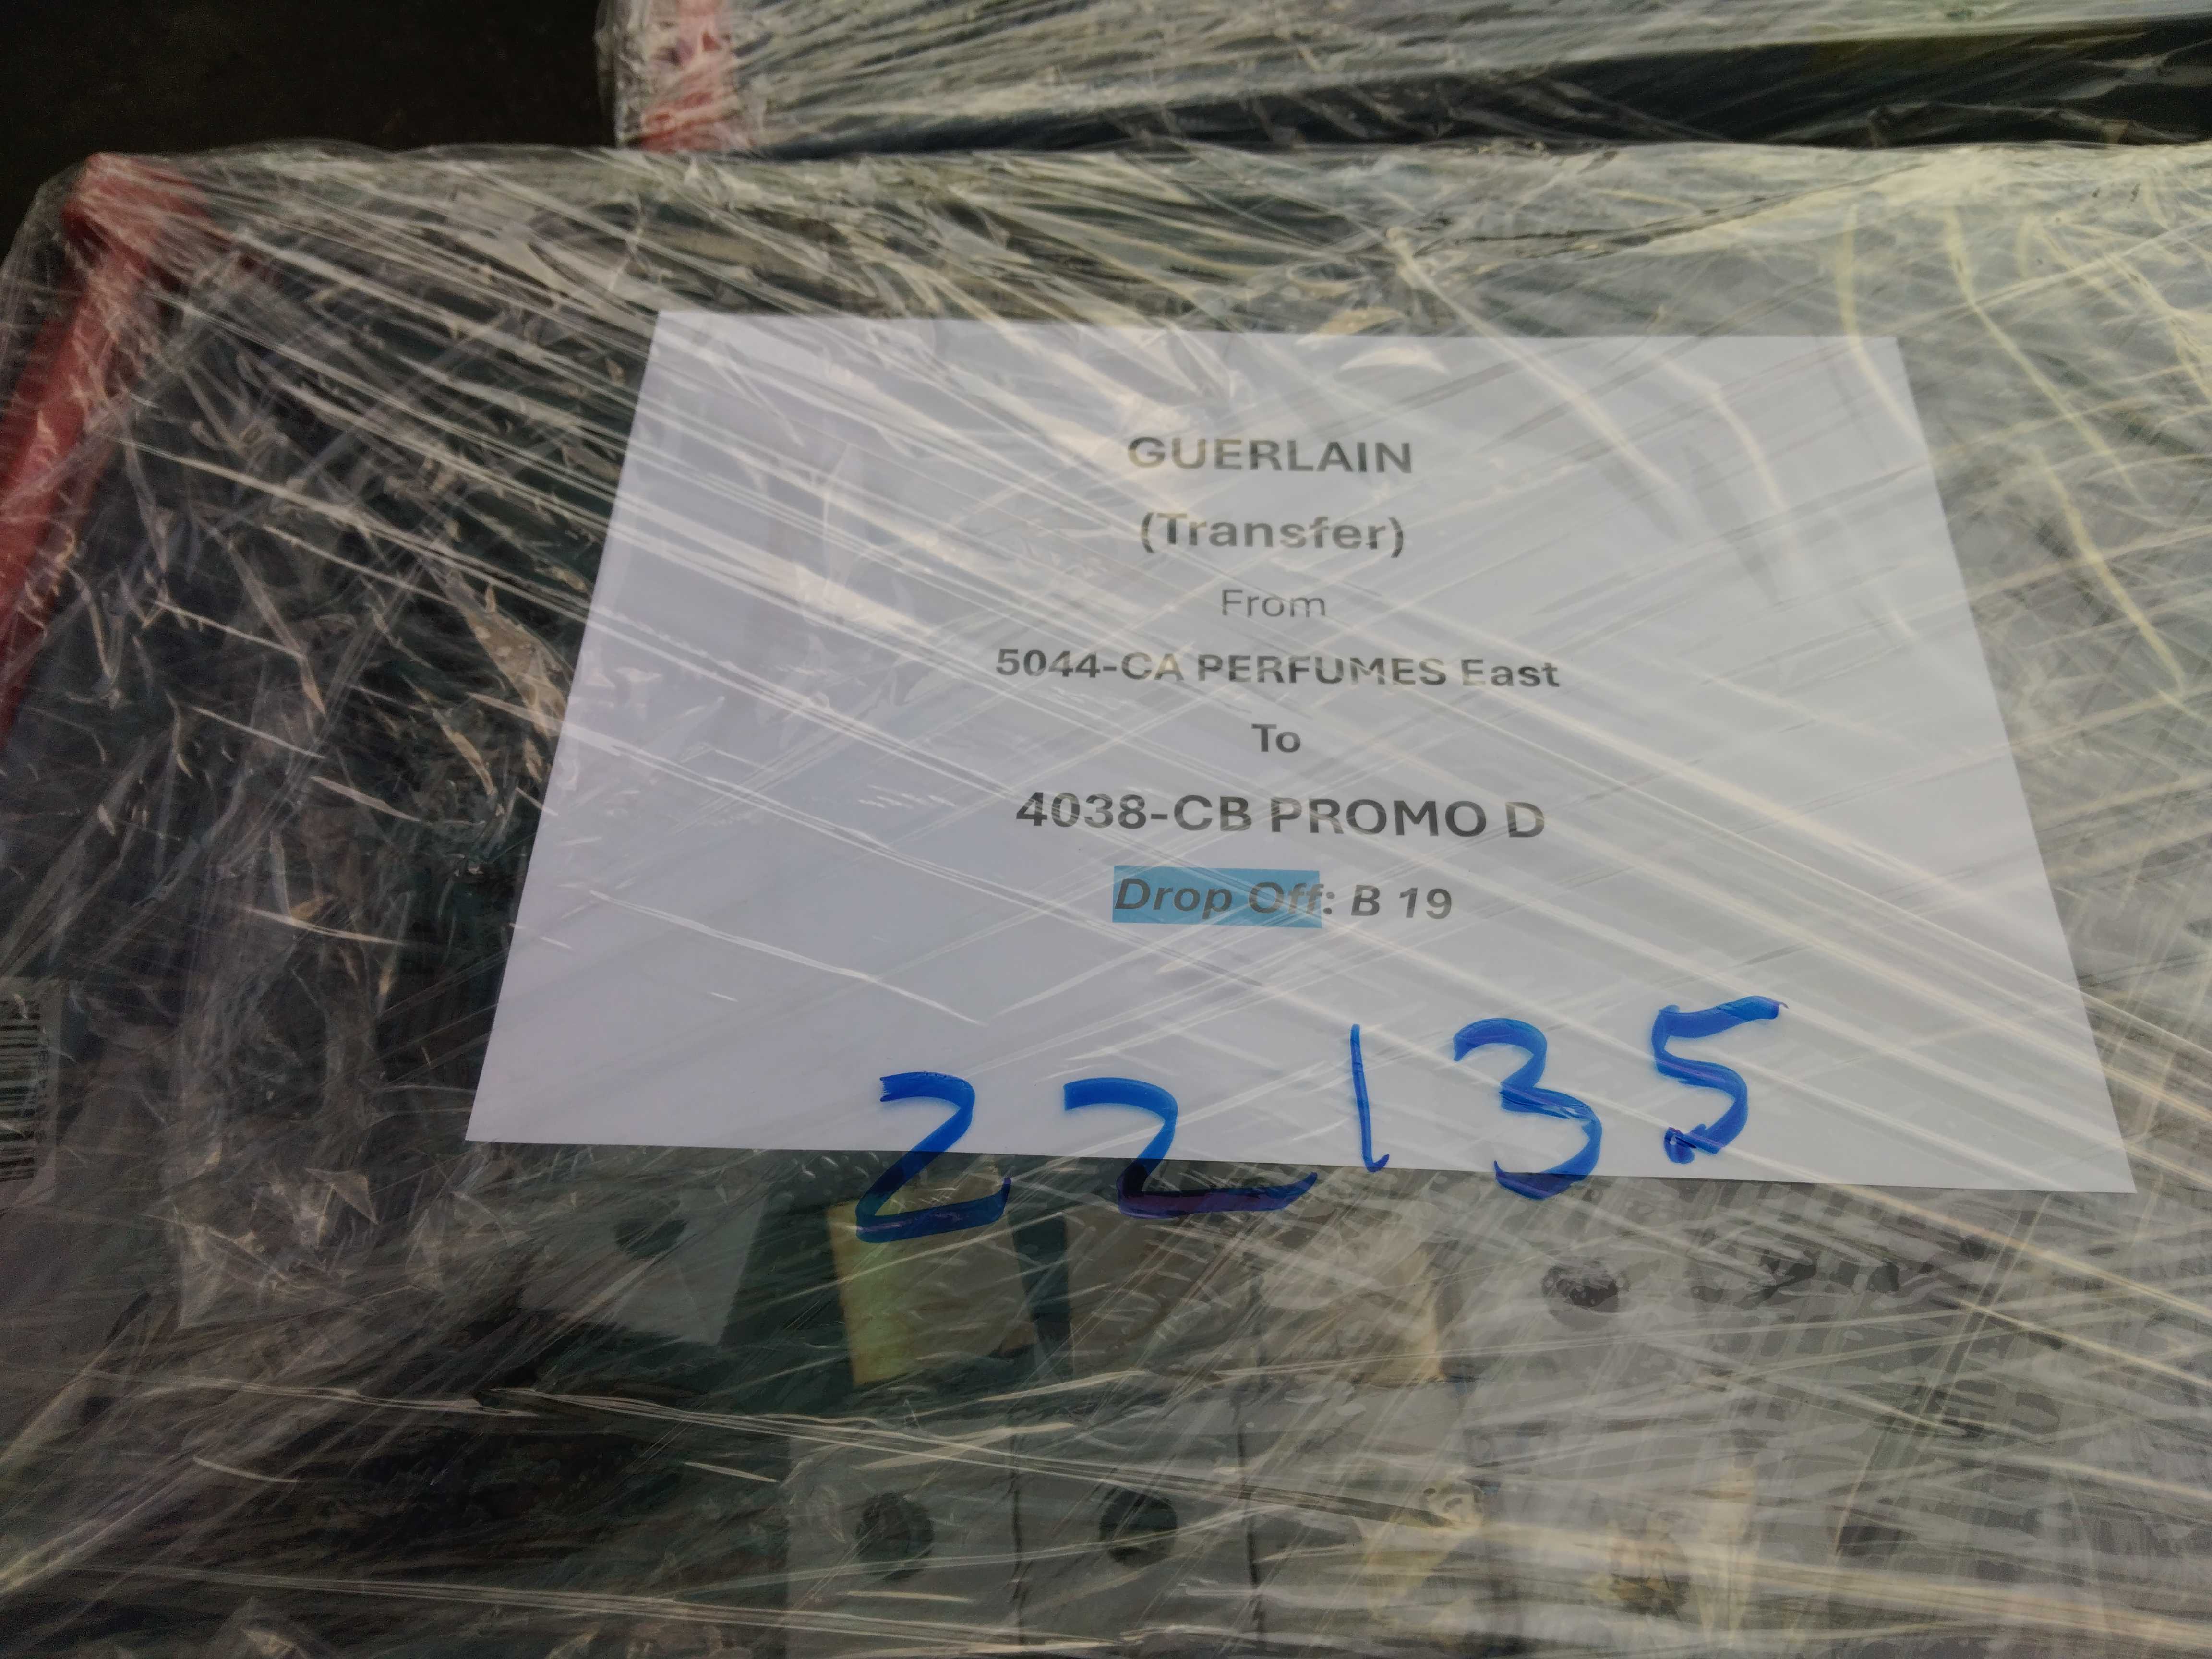 GUERLAIN
(Transfer)
From
5044-CA PERFUMES East
To
4038-CB PROMO D
Drop Off: B 19
22135